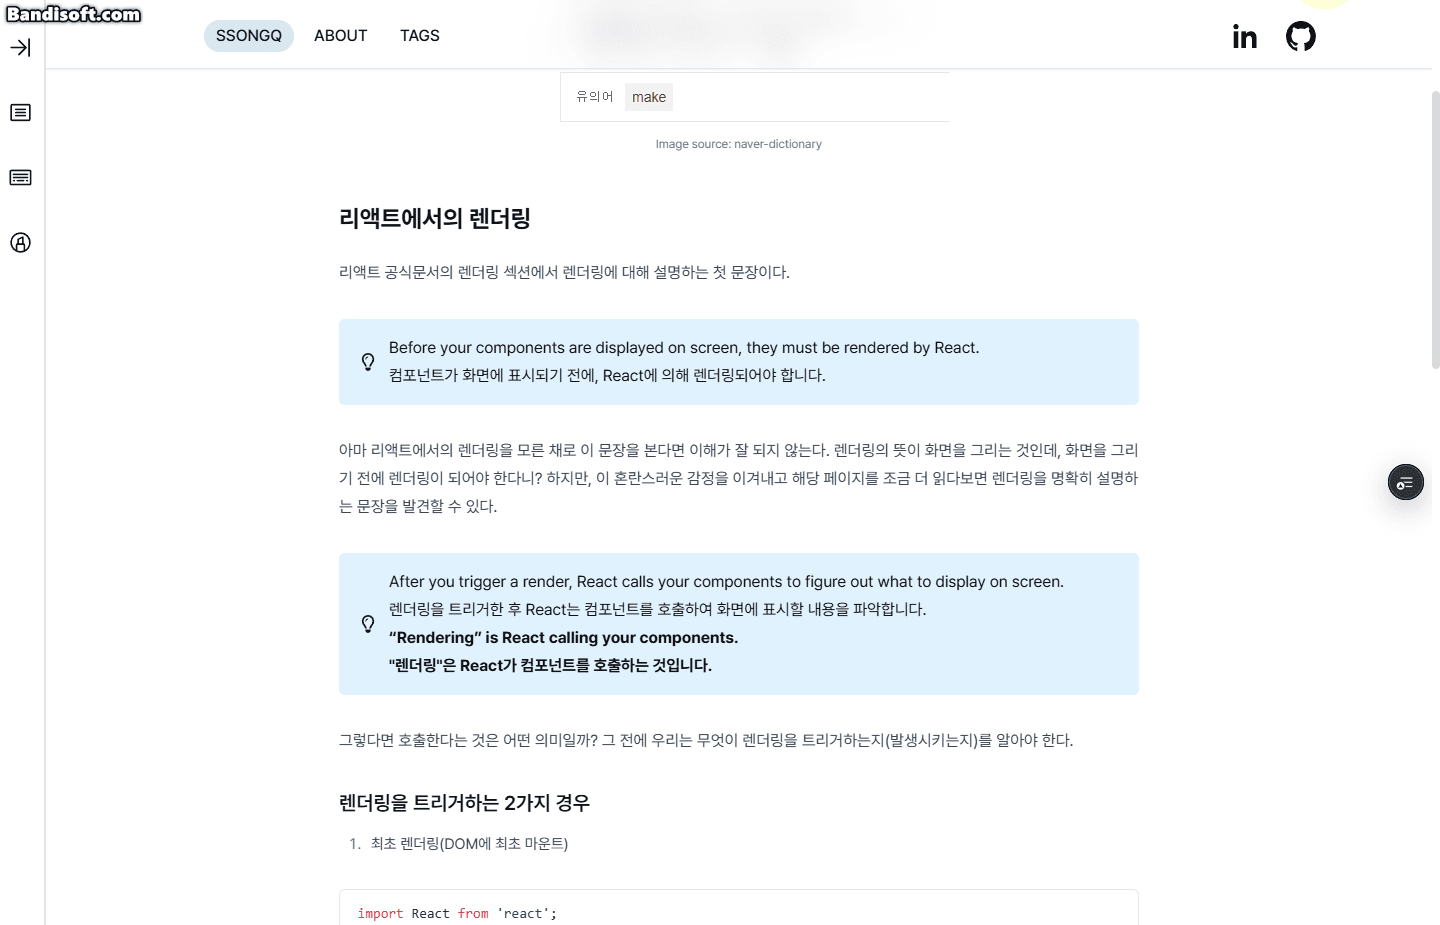 Bandisoft.com
SSONGQ ABOUT TAGS
유의어 make
Image source: naver-dictionary
리액트에서의 렌더링
리액트 공식문서의 렌더링 섹션에서 렌더링에 대해 설명하는 첫 문장이다.
Before your components are displayed on screen, they must be rendered by React.
컴포넌트가 화면에 표시되기 전에, React에 의해 렌더링되어야 합니다.
아마 리액트에서의 렌더링을 모른 채로 이 문장을 본다면 이해가 잘 되지 않는다. 렌더링의 뜻이 화면을 그리는 것인데, 화면을 그리
기 전에 렌더링이 되어야 한다니? 하지만, 이 혼란스러운 감정을 이겨내고 해당 페이지를 조금 더 읽다보면 렌더링을 명확히 설명하
는 문장을 발견할 수 있다.
After you trigger a render, React calls your components to figure out what to display on screen.
렌더링을 트리거한 후 React는 컴포넌트를 호출하여 화면에 표시할 내용을 파악합니다.
“Rendering” is React calling your components.
"렌더링"은 React가 컴포넌트를 호출하는 것입니다.
그렇다면 호출한다는 것은 어떤 의미일까? 그 전에 우리는 무엇이 렌더링을 트리거하는지(발생시키는지)를 알아야 한다.
렌더링을 트리거하는 2가지 경우
1. 최초 렌더링(DOM에 최초 마운트)
import React from 'react';